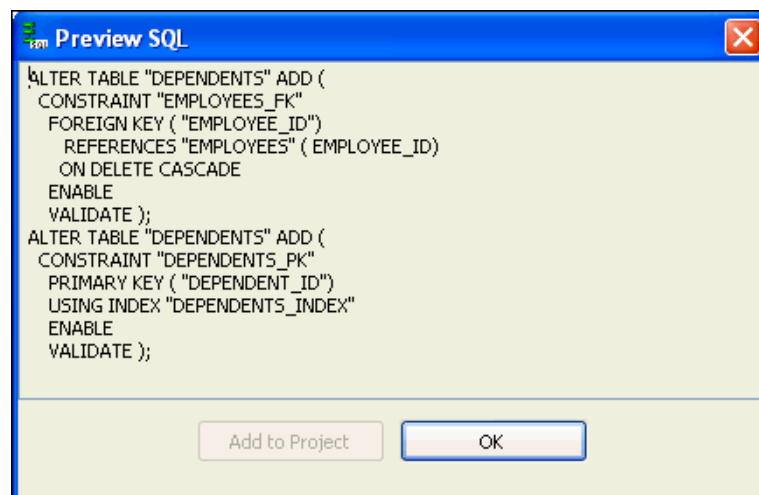 Preview SQL
ALTER TABLE "DEPENDENTS" ADD (
CONSTRAINT "EMPLOYEES_FK"
FOREIGN KEY ( "EMPLOYEE_ID")
REFERENCES "EMPLOYEES" ( EMPLOYEE_ID)
ON DELETE CASCADE
ENABLE
VALIDATE );
ALTER TABLE "DEPENDENTS" ADD (
CONSTRAINT "DEPENDENTS_PK"
PRIMARY KEY ( "DEPENDENT_ID")
USING INDEX "DEPENDENTS_INDEX"
ENABLE
VALIDATE );
Add to Project
OK